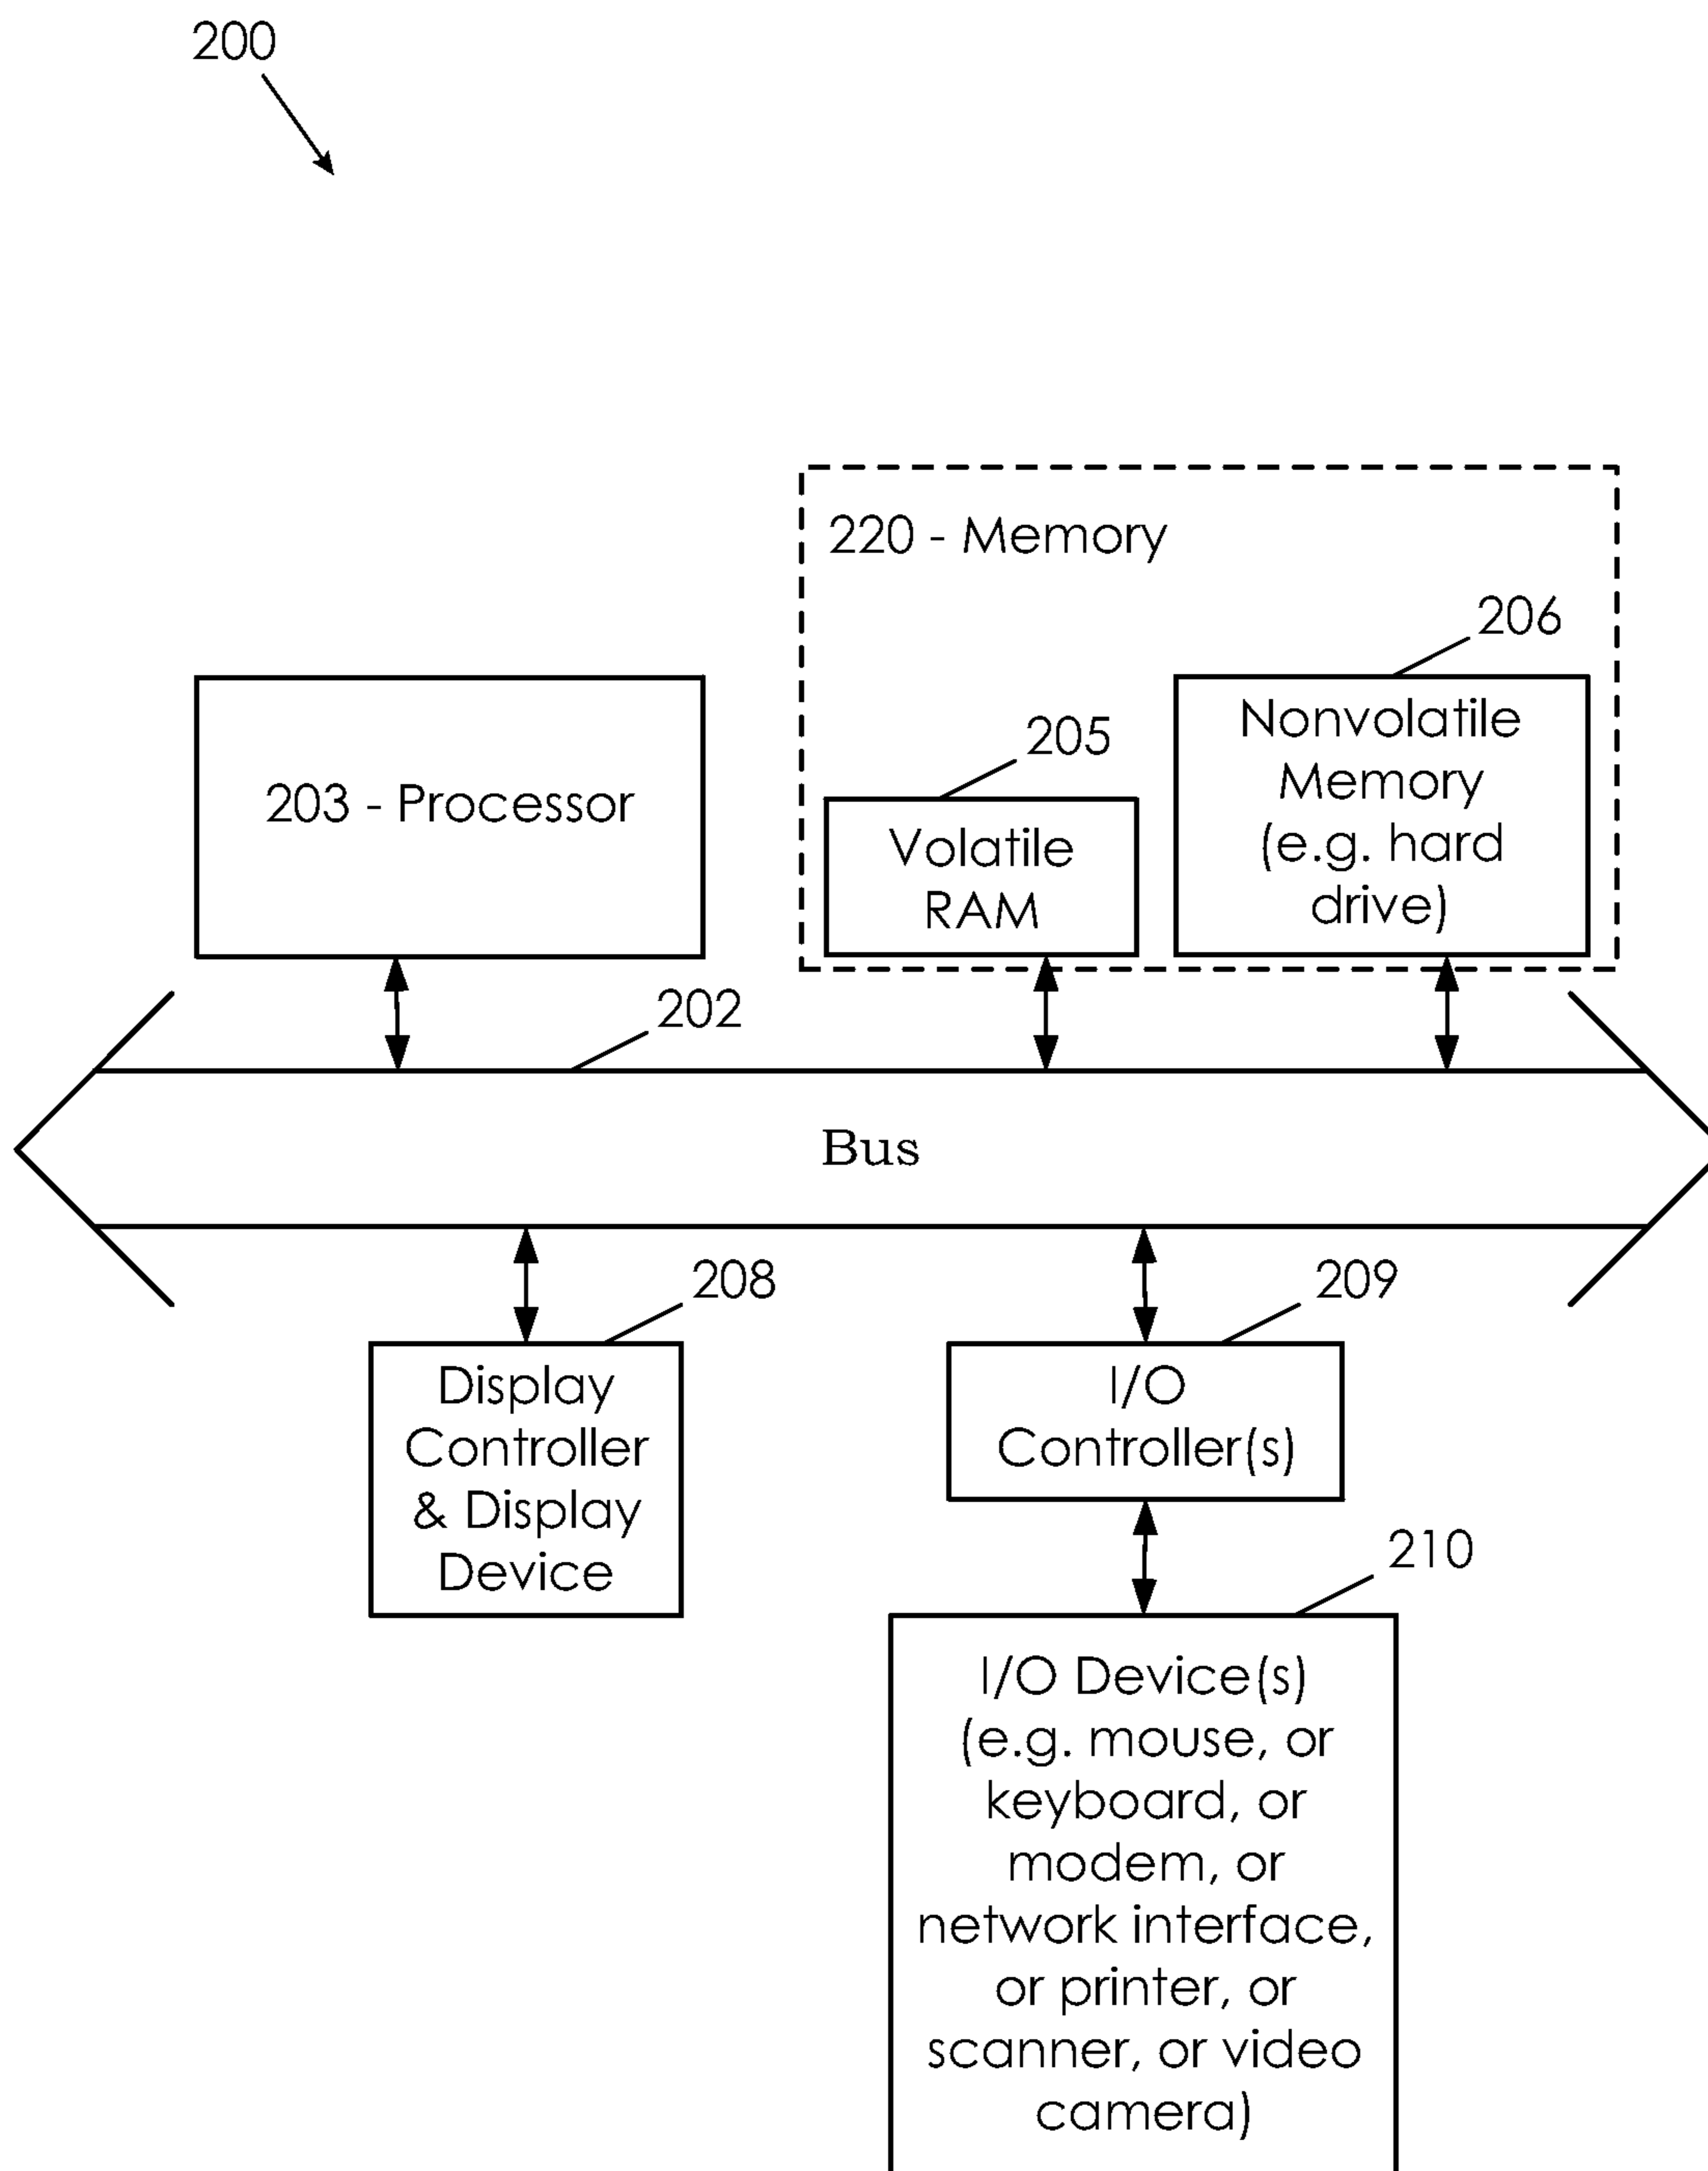 200
220 - Memory
206
205
203 - Processor
Nonvolatile
Memory
(e.g. hard
drive)
Volatile
RAM
202
Bus
208
209
Display
Controller
& Display
Device
I/O
Controller(s)
210
I/O Device(s)
(e.g. mouse, or
keyboard, or
modem, or
network interface,
or printer, or
scanner, or video
camera)